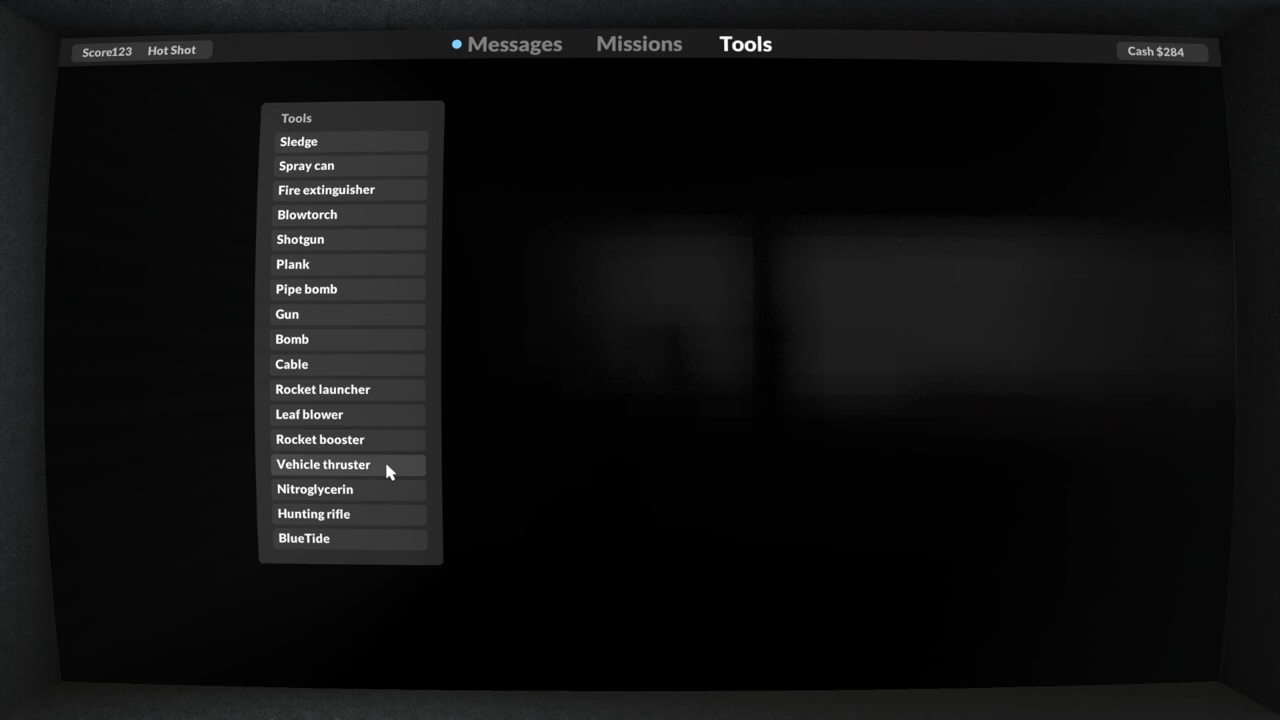 Score123 Hot Shot
Messages Missions Tools
Cash $284
Tools
Sledge
Spray can
Fire extinguisher
Blowtorch
Shotgun
Plank
Pipe bomb
Gun
Bomb
Cable
Rocket launcher
Leaf blower
Rocket booster
Vehicle thruster
Nitroglycerin
Hunting rifle
BlueTide